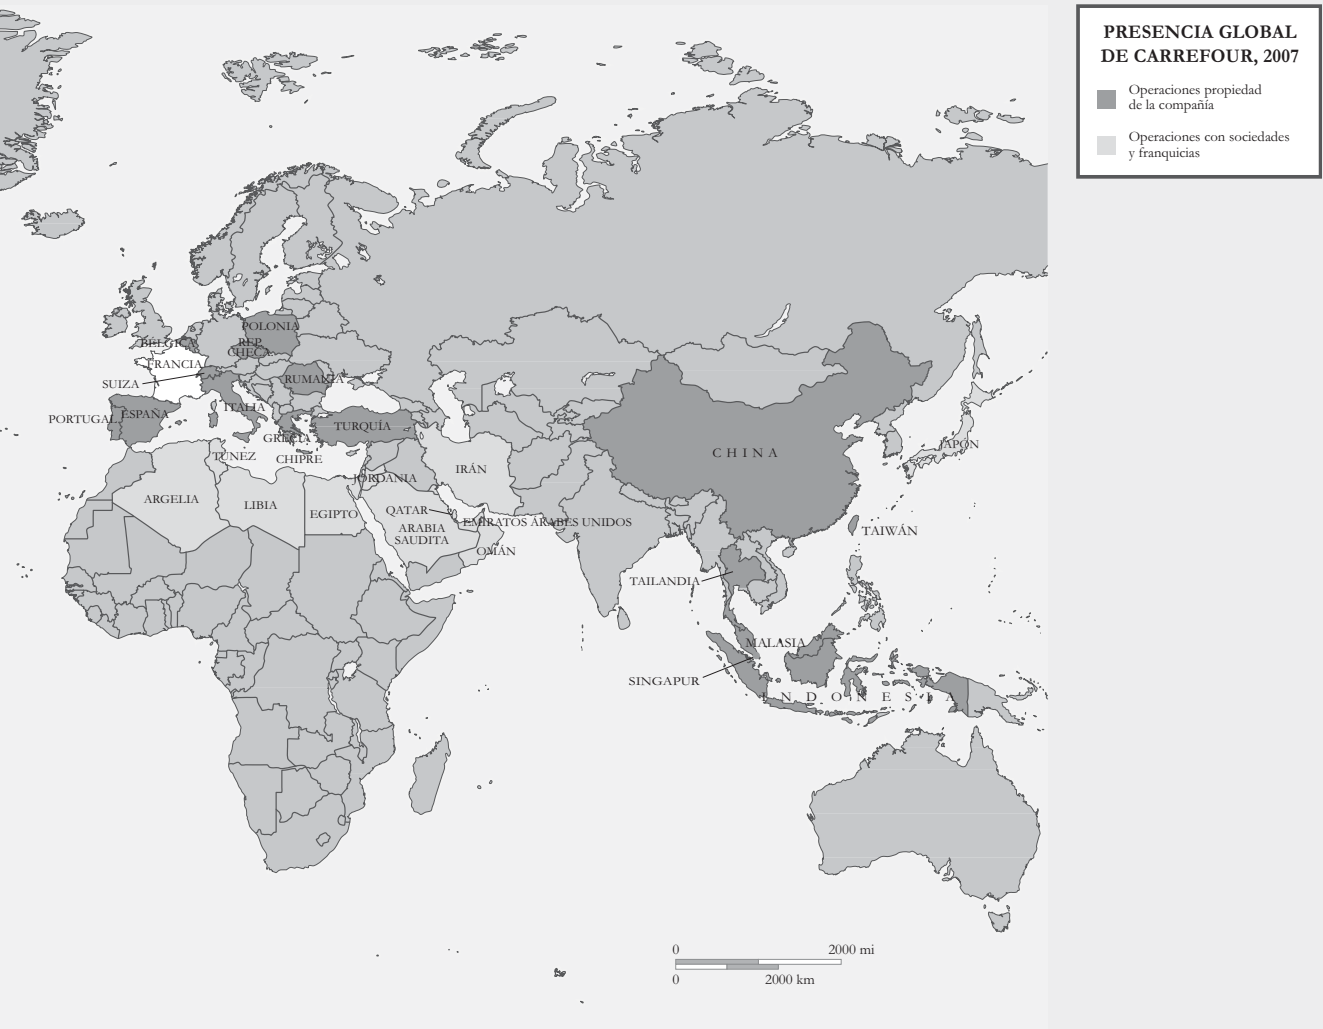 PRESENCIA GLOBAL
DE CARREFOUR, 2007
Operaciones propiedad
de la compañía
Operaciones con sociedades
y franquicias
POLONIA
BÉLGICA
REP.
CHECA
FRANCIA
SUIZA
RUMANIA
ITALIA
PORTUGAL
ESPAÑA
TURQUÍA
GRECIA
TÚNEZ
CHIPRE
CHINA
JAPÓN
IRÁN
JORDANIA
ARGELIA
LIBIA
EGIPTO
QATAR
EMIRATOS ÁRABES UNIDOS
ARABIA
SAUDITA
OMÁN
TAIWÁN
TAILANDIA
MALASIA
SINGAPUR
INDONESIA
0 2000 mi
0 2000 km